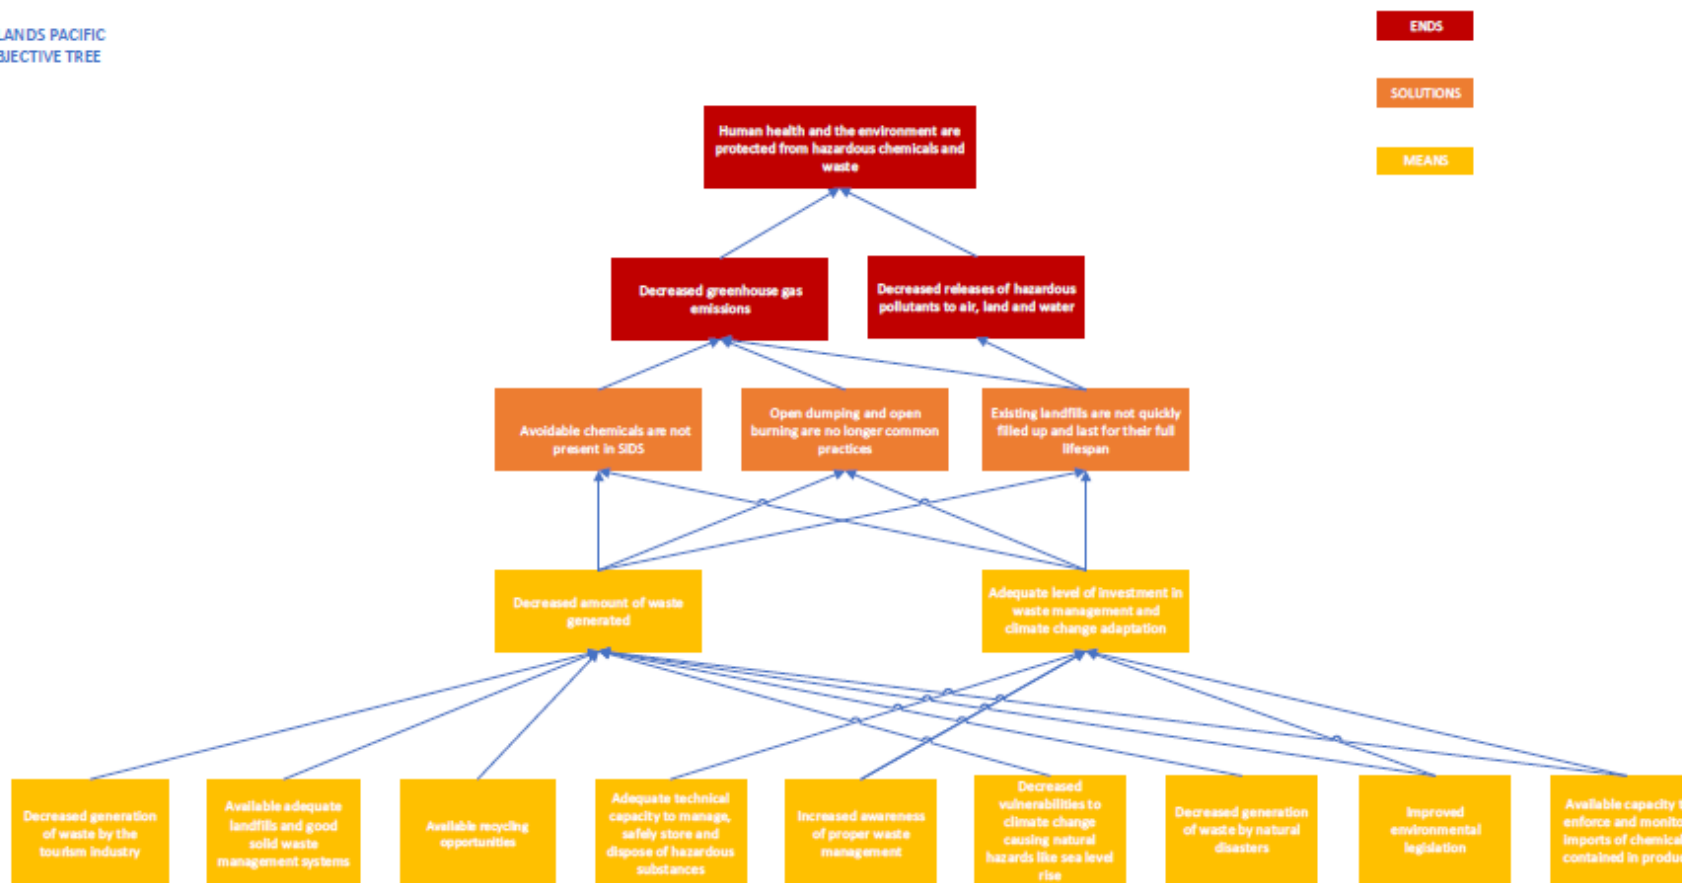 LANDS PACIFIC
BJECTIVE TREE
ENDS
SOLUTIONS
MEANS
Human health and the environment are
protected from hazardous chemicals and
waste
Decreased greenhouse gas
emissions
Decreased releases of hazardous
pollutants to air, land and water
Avoidable chemicals are not
present in SIDS
Open dumping and open
burning are no longer common
practices
Existing landfills are not quickly
filled up and last for their full
lifespan
Decreased amount of waste
generated
Adequate level of investment in
waste management and
climate change adaptation
Decreased generation
of waste by the
tourism industry
Available adequate
landfills and good
solid waste
management systems
Available recycling
opportunities
Adequate technical
capacity to manage,
safely store and
dispose of hazardous
substances
Increased awareness
of proper waste
management
Decreased
vulnerabilities to
climate change
causing natural
hazards like sea level
rise
Decreased generation
of waste by natural
disasters
Improved
environmental
legislation
Available capacity t
enforce and monito
imports of chemical
contained in produc